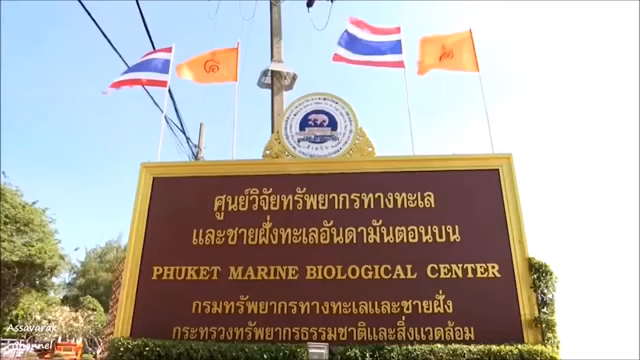 ศูนย์วิจัยทรัพยากรทางทะเล
และชายฝั่งทะเลอันดามันตอนบน
PHUKET MARINE BIOLOGICAL CENTER
กรมทรัพยากรทางทะเลและชายฝั่ง
กระทรวงทรัพยากรธรรมชาติและสิ่งแวดล้อม
Assavarak
Channel